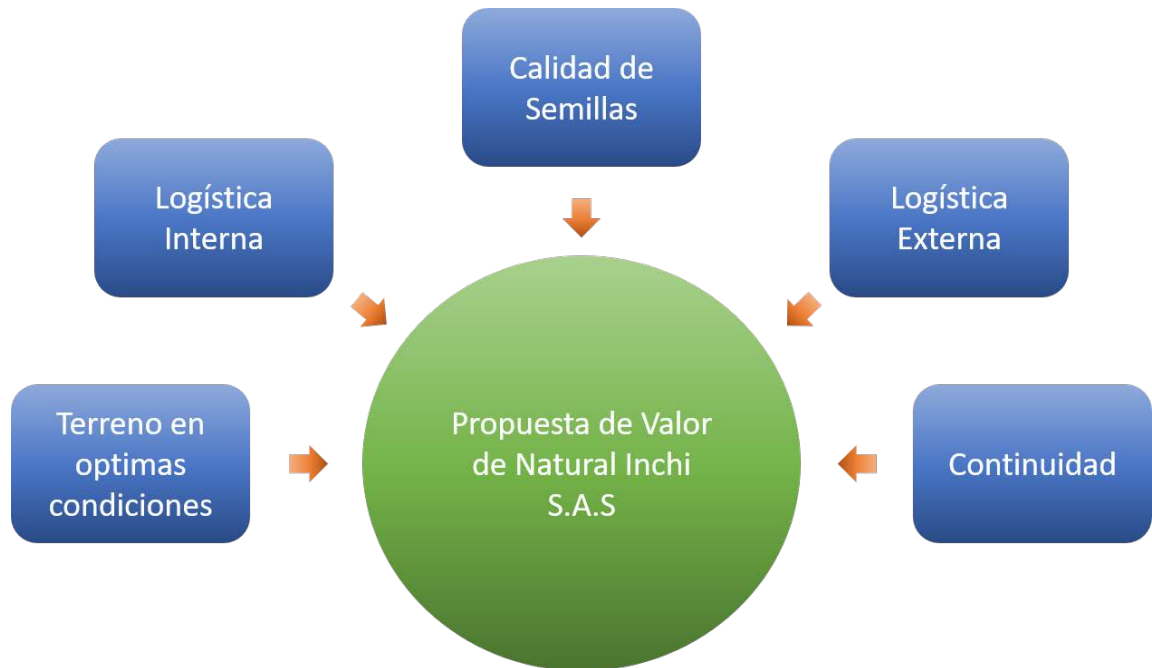 Calidad de
Semillas
Logística
Interna
Logística
Externa
Terreno en
optimas
condiciones
Propuesta de Valor
de Natural Inchi
S.A.S
Continuidad